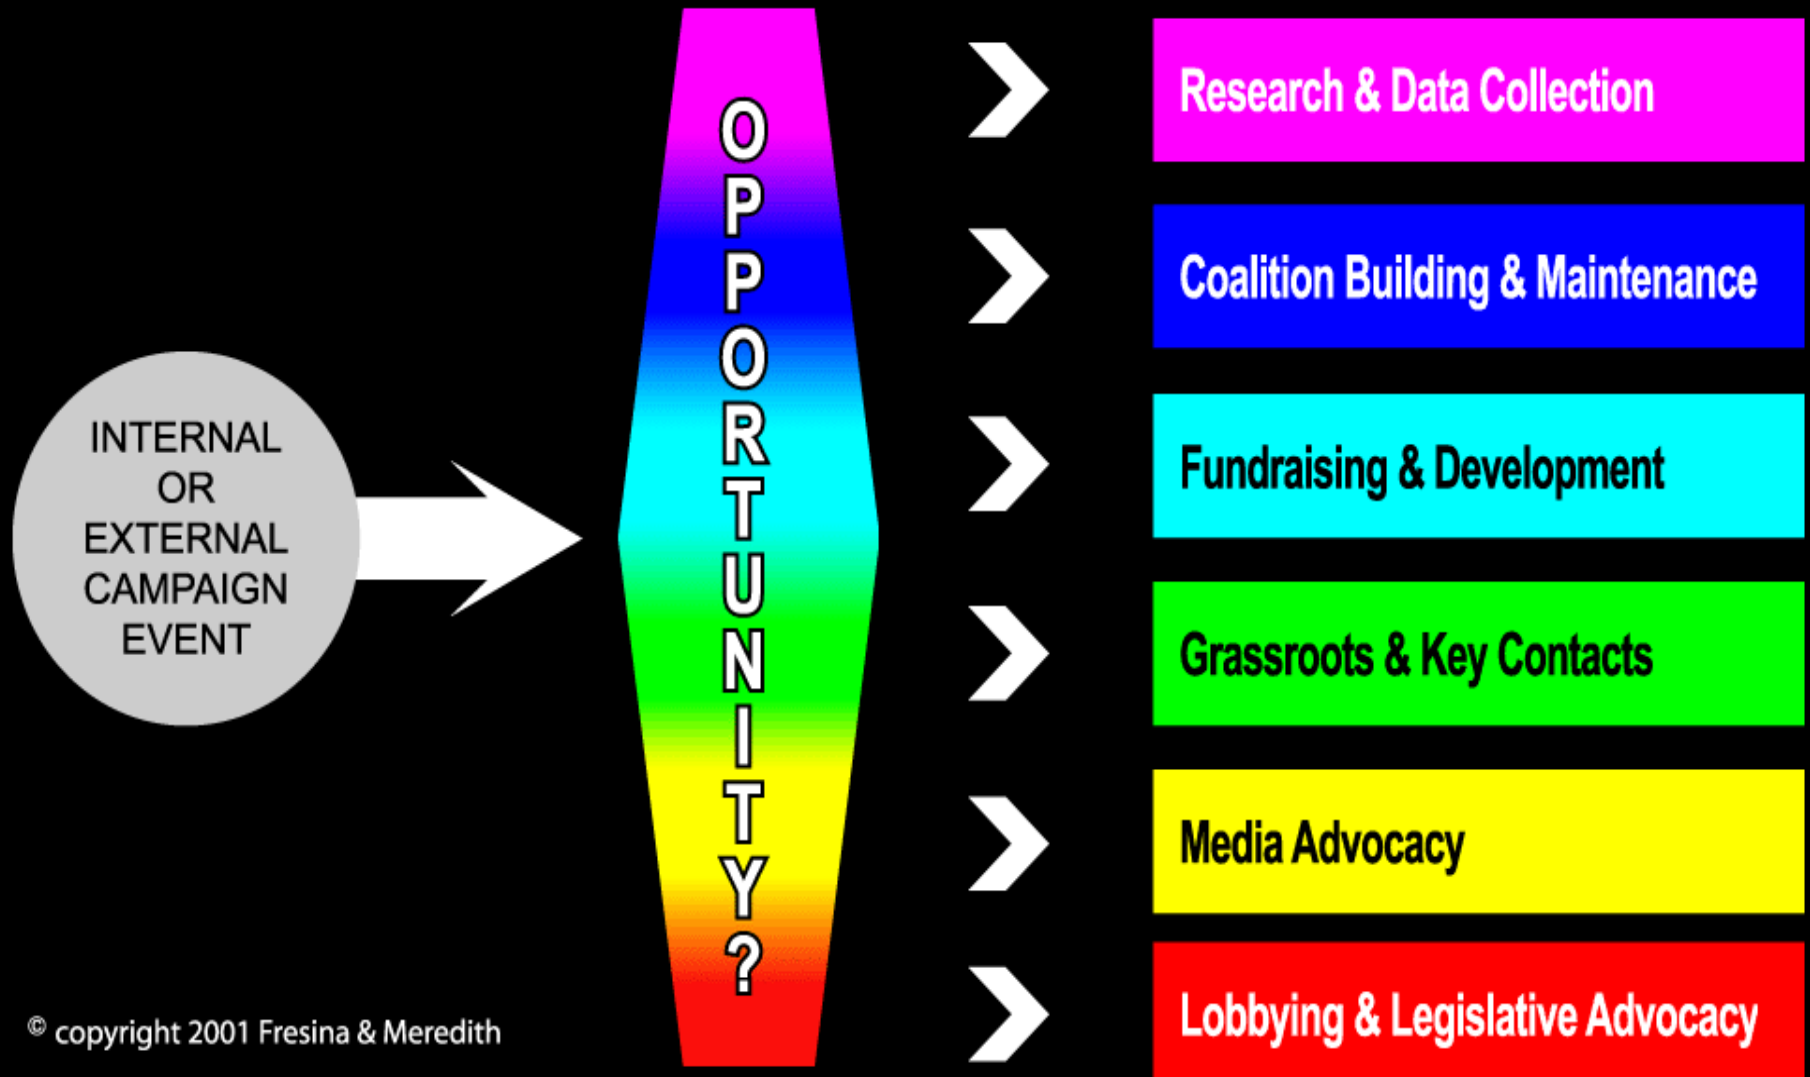 INTERNAL
OR
EXTERNAL
CAMPAIGN
EVENT
OPPORTUNITY?
Research & Data Collection
Coalition Building & Maintenance
Fundraising & Development
Grassroots & Key Contacts
Media Advocacy
Lobbying & Legislative Advocacy
© copyright 2001 Fresina & Meredith